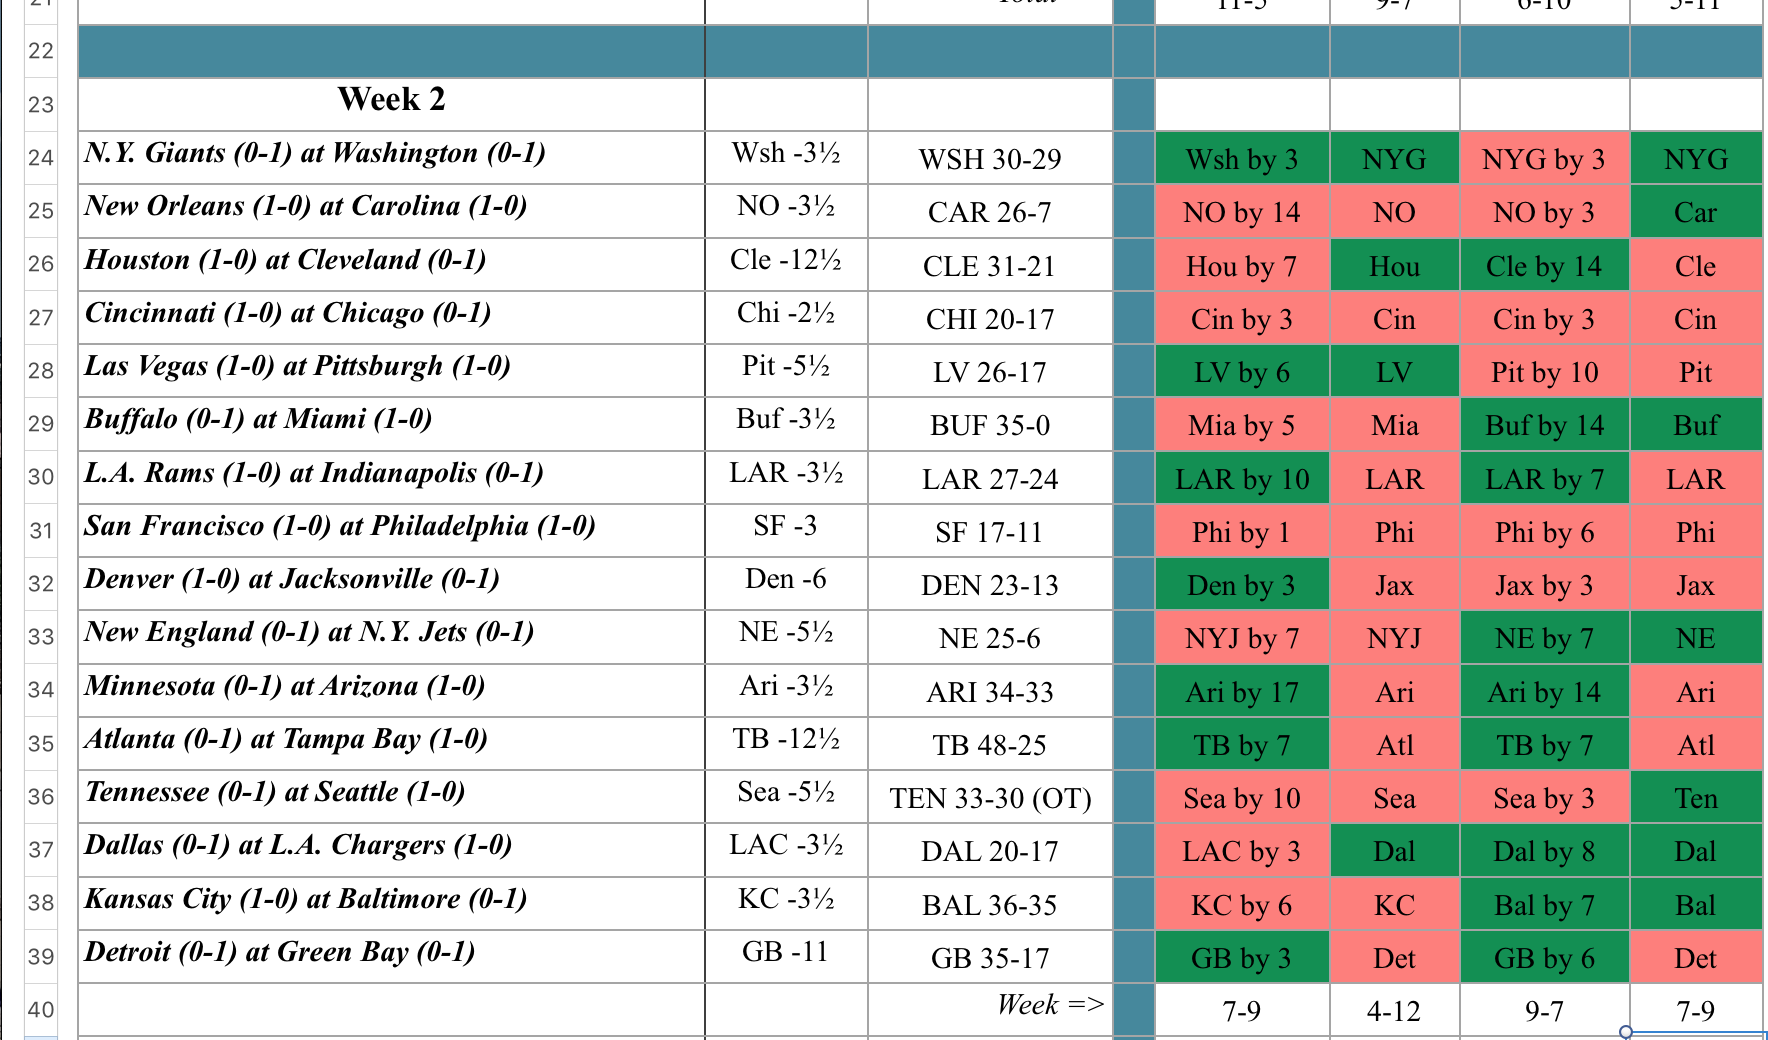 21 Total 11-5 9-7 6-10 5-11
22
23 Week 2
24 N.Y. Giants (0-1) at Washington (0-1) Wsh -3½ WSH 30-29 Wsh by 3 NYG NYG by 3 NYG
25 New Orleans (1-0) at Carolina (1-0) NO -3½ CAR 26-7 NO by 14 NO NO by 3 Car
26 Houston (1-0) at Cleveland (0-1) Cle -12½ CLE 31-21 Hou by 7 Hou Cle by 14 Cle
27 Cincinnati (1-0) at Chicago (0-1) Chi -2½ CHI 20-17 Cin by 3 Cin Cin by 3 Cin
28 Las Vegas (1-0) at Pittsburgh (1-0) Pit -5½ LV 26-17 LV by 6 LV Pit by 10 Pit
29 Buffalo (0-1) at Miami (1-0) Buf -3½ BUF 35-0 Mia by 5 Mia Buf by 14 Buf
30 L.A. Rams (1-0) at Indianapolis (0-1) LAR -3½ LAR 27-24 LAR by 10 LAR LAR by 7 LAR
31 San Francisco (1-0) at Philadelphia (1-0) SF -3 SF 17-11 Phi by 1 Phi Phi by 6 Phi
32 Denver (1-0) at Jacksonville (0-1) Den -6 DEN 23-13 Den by 3 Jax Jax by 3 Jax
33 New England (0-1) at N.Y. Jets (0-1) NE -5½ NE 25-6 NYJ by 7 NYJ NE by 7 NE
34 Minnesota (0-1) at Arizona (1-0) Ari -3½ ARI 34-33 Ari by 17 Ari Ari by 14 Ari
35 Atlanta (0-1) at Tampa Bay (1-0) TB -12½ TB 48-25 TB by 7 Atl TB by 7 Atl
36 Tennessee (0-1) at Seattle (1-0) Sea -5½ TEN 33-30 (OT) Sea by 10 Sea Sea by 3 Ten
37 Dallas (0-1) at L.A. Chargers (1-0) LAC -3½ DAL 20-17 LAC by 3 Dal Dal by 8 Dal
38 Kansas City (1-0) at Baltimore (0-1) KC -3½ BAL 36-35 KC by 6 KC Bal by 7 Bal
39 Detroit (0-1) at Green Bay (0-1) GB -11 GB 35-17 GB by 3 Det GB by 6 Det
40 Week => 7-9 4-12 9-7 7-9